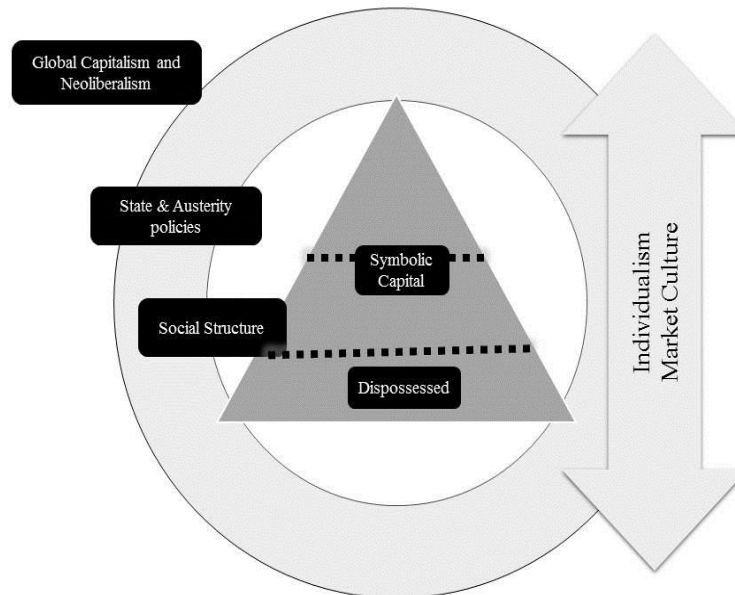 Global Capitalism and
Neoliberalism
State & Austerity
policies
Symbolic
Capital
Social Structure
Dispossessed
Individualism
Market Culture